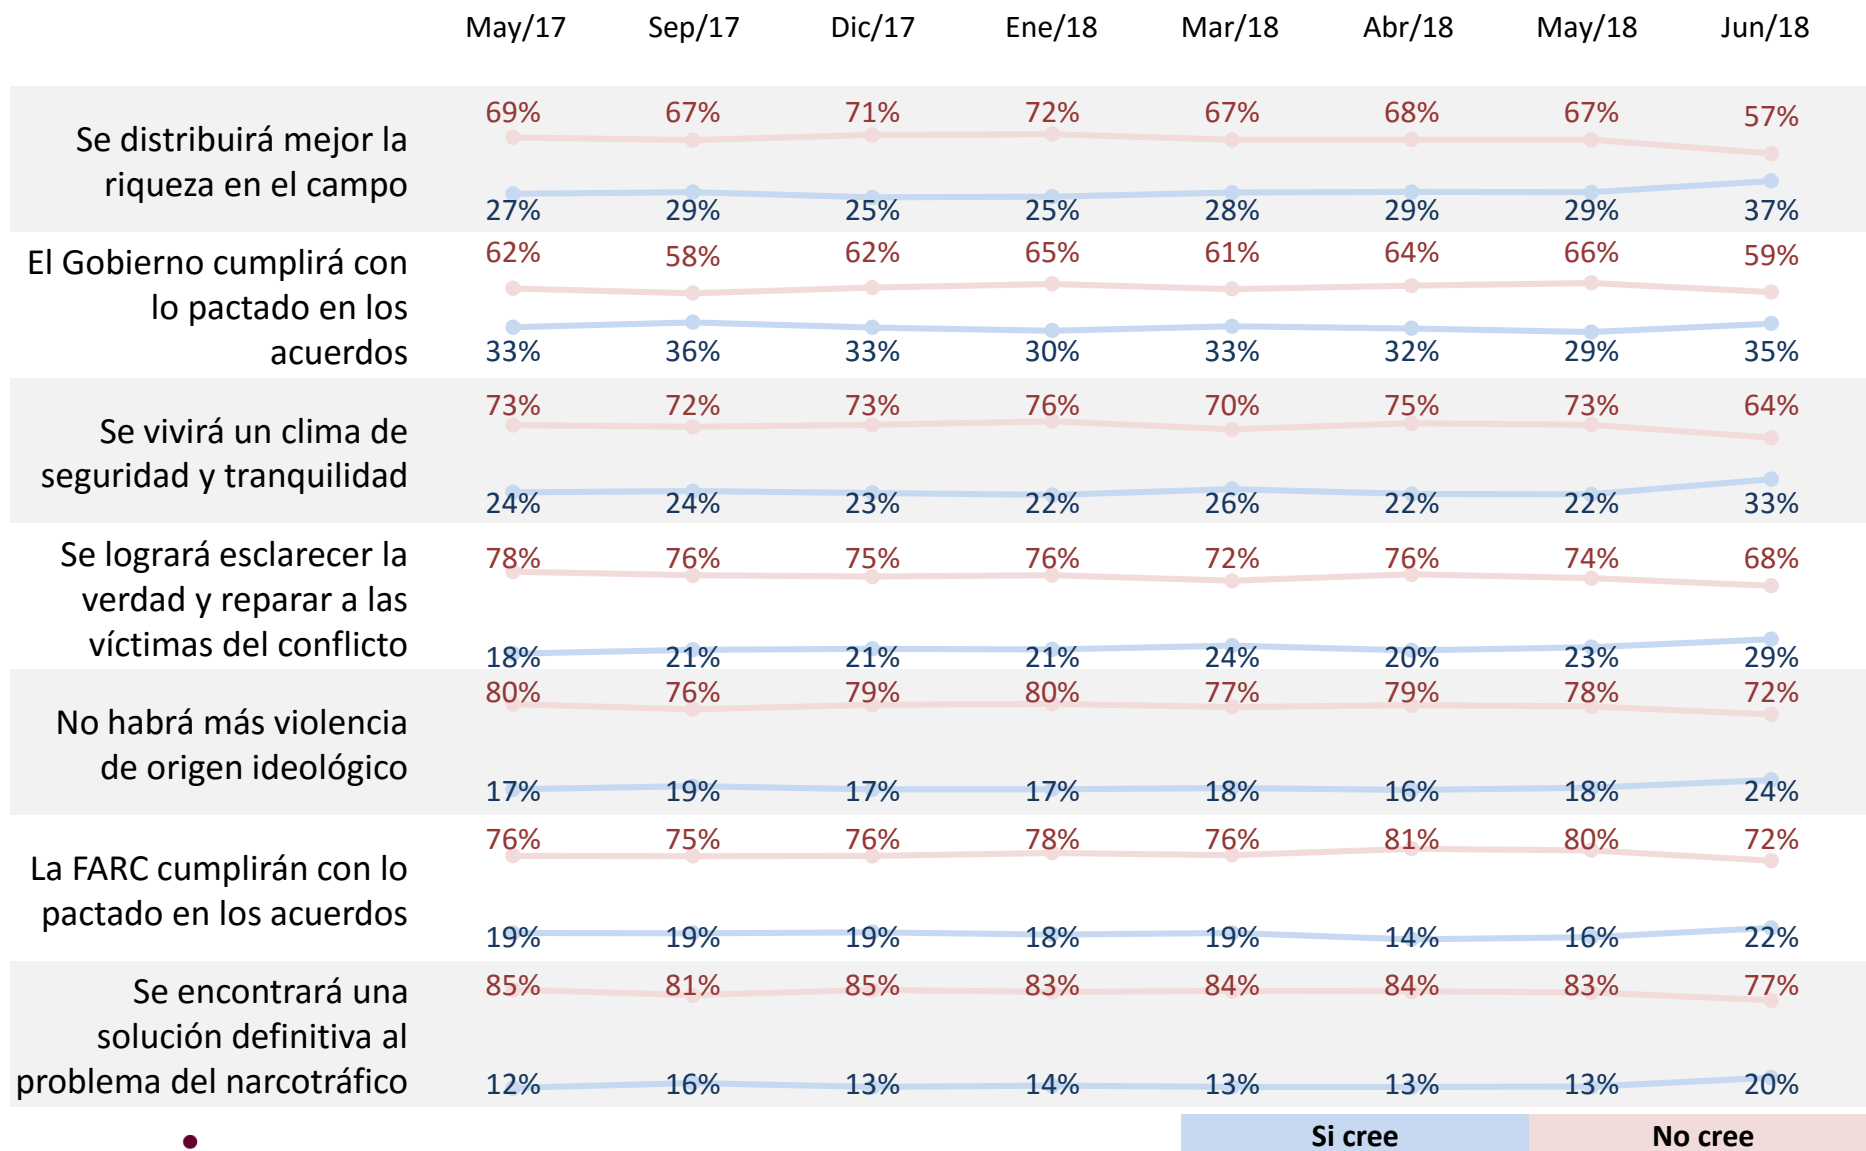 May/17 Sep/17 Dic/17 Ene/18 Mar/18 Abr/18 May/18 Jun/18
69% 67% 71% 72% 67% 68% 67% 57%
Se distribuirá mejor la
riqueza en el campo
27% 29% 25% 25% 28% 29% 29% 37%
62% 58% 62% 65% 61% 64% 66% 59%
El Gobierno cumplirá con
lo pactado en los
acuerdos
33% 36% 33% 30% 33% 32% 29% 35%
73% 72% 73% 76% 70% 75% 73% 64%
Se vivirá un clima de
seguridad y tranquilidad
24% 24% 23% 22% 26% 22% 22% 33%
Se logrará esclarecer la
verdad y reparar a las
víctimas del conflicto
78% 76% 75% 76% 72% 76% 74% 68%
18% 21% 21% 21% 24% 20% 23% 29%
80% 76% 79% 80% 77% 79% 78% 72%
No habrá más violencia
de origen ideológico
17% 19% 17% 17% 18% 16% 18% 24%
76% 75% 76% 78% 76% 81% 80% 72%
La FARC cumplirán con lo
pactado en los acuerdos
19% 19% 19% 18% 19% 14% 16% 22%
85% 81% 85% 83% 84% 84% 83% 77%
Se encontrará una
solución definitiva al
problema del narcotráfico
12% 16% 13% 14% 13% 13% 13% 20%
Si cree No cree